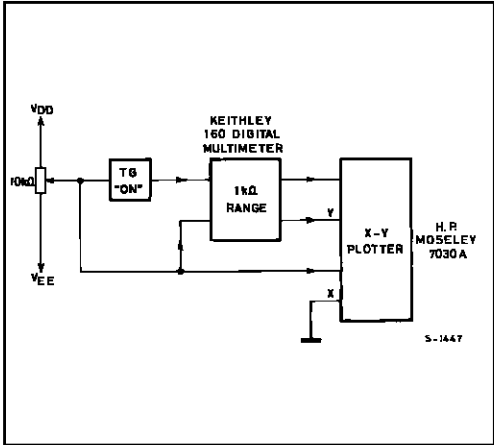 VDD
10kΩ
VEE
TG
"ON"
KEITHLEY
160 DIGITAL
MULTIMETER
1kΩ
RANGE
Y
X
X-Y
PLOTTER
H.P.
MOSELEY
7030A
S-1447